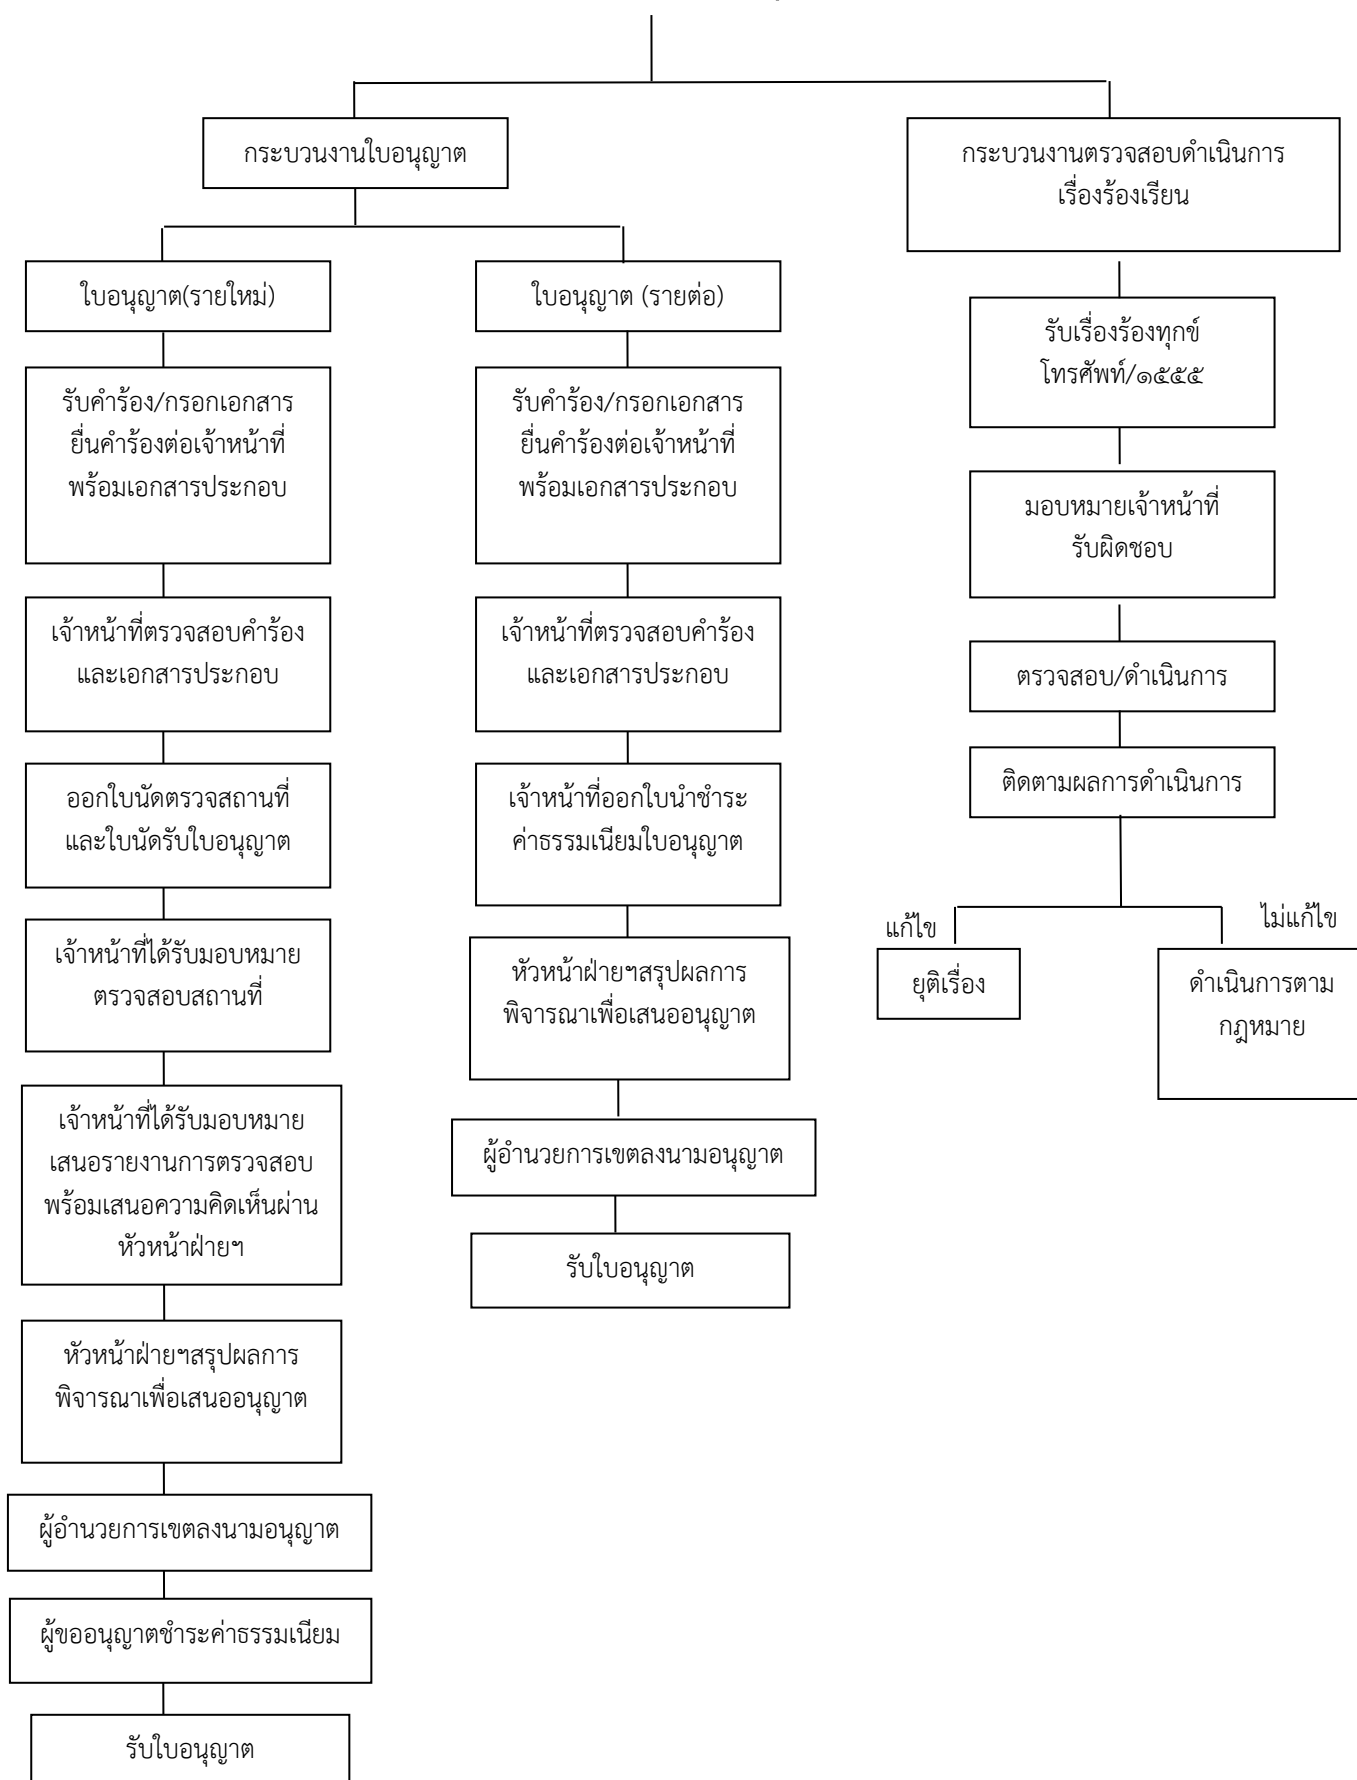 กระบวนงานใบอนุญาต
ใบอนุญาต(รายใหม่)
รับคำร้อง/กรอกเอกสาร
ยื่นคำร้องต่อเจ้าหน้าที่
พร้อมเอกสารประกอบ
เจ้าหน้าที่ตรวจสอบคำร้อง
และเอกสารประกอบ
ออกใบนัดตรวจสถานที่
และใบนัดรับใบอนุญาต
เจ้าหน้าที่ได้รับมอบหมาย
ตรวจสอบสถานที่
เจ้าหน้าที่ได้รับมอบหมาย
เสนอรายงานการตรวจสอบ
พร้อมเสนอความคิดเห็นผ่าน
หัวหน้าฝ่ายฯ
หัวหน้าฝ่ายฯสรุปผลการ
พิจารณาเพื่อเสนออนุญาต
ผู้อำนวยการเขตลงนามอนุญาต
ผู้ขออนุญาตชำระค่าธรรมเนียม
รับใบอนุญาต
ใบอนุญาต (รายต่อ)
รับคำร้อง/กรอกเอกสาร
ยื่นคำร้องต่อเจ้าหน้าที่
พร้อมเอกสารประกอบ
เจ้าหน้าที่ตรวจสอบคำร้อง
และเอกสารประกอบ
เจ้าหน้าที่ออกใบนำชำระ
ค่าธรรมเนียมใบอนุญาต
หัวหน้าฝ่ายฯสรุปผลการ
พิจารณาเพื่อเสนออนุญาต
ผู้อำนวยการเขตลงนามอนุญาต
รับใบอนุญาต
กระบวนงานตรวจสอบดำเนินการ
เรื่องร้องเรียน
รับเรื่องร้องทุกข์
โทรศัพท์/๑๕๕๕
มอบหมายเจ้าหน้าที่
รับผิดชอบ
ตรวจสอบ/ดำเนินการ
ติดตามผลการดำเนินการ
แก้ไข
ยุติเรื่อง
ไม่แก้ไข
ดำเนินการตาม
กฎหมาย